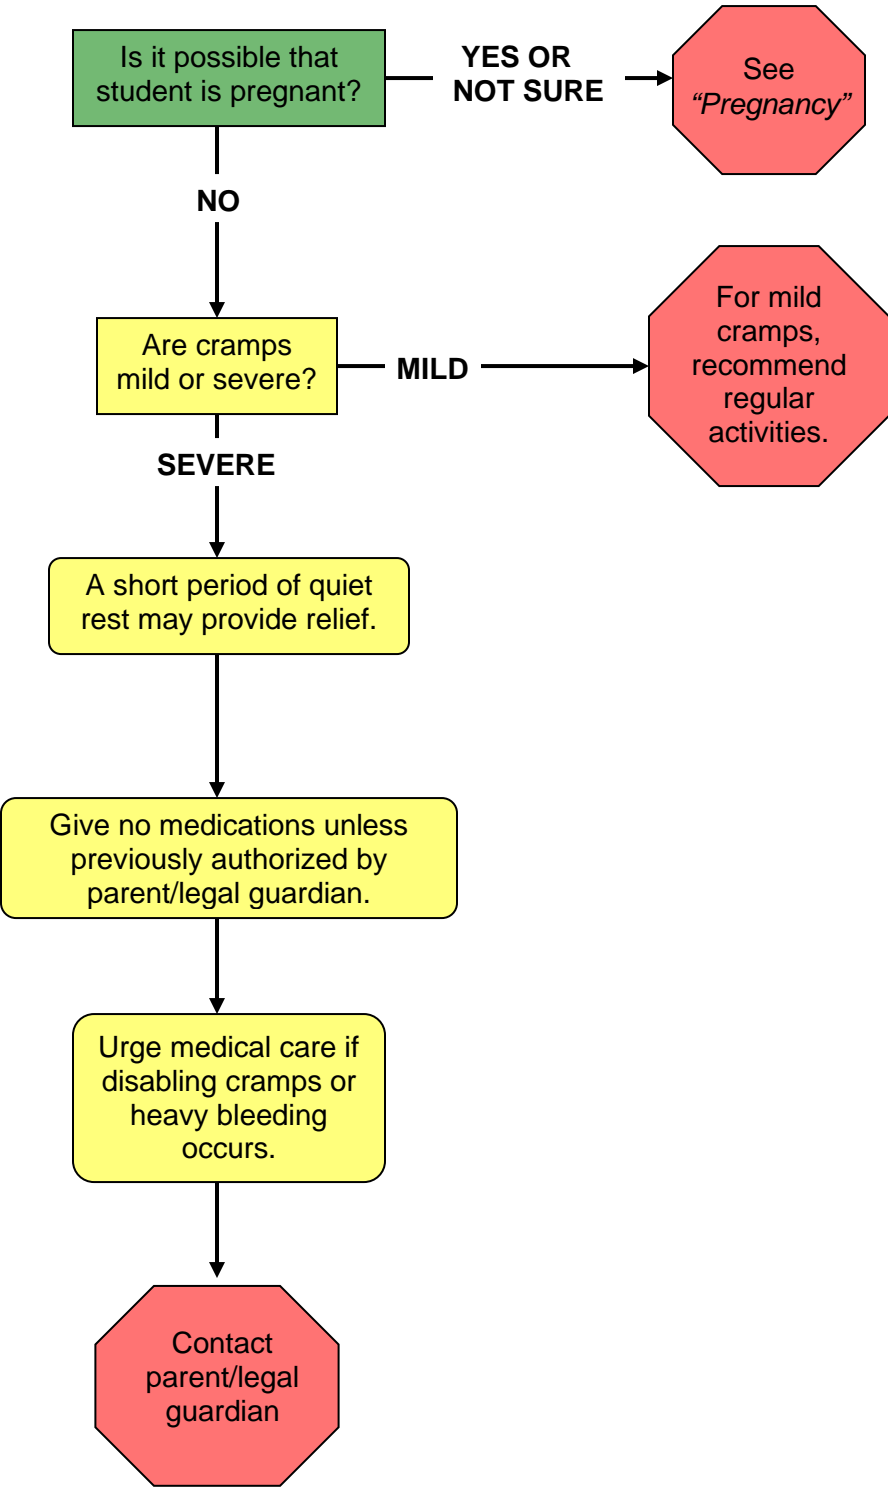 Is it possible that
student is pregnant?
YES OR
NOT SURE
See
“Pregnancy”
NO
Are cramps
mild or severe?
MILD
For mild
cramps,
recommend
regular
activities.
SEVERE
A short period of quiet
rest may provide relief.
Give no medications unless
previously authorized by
parent/legal guardian.
Urge medical care if
disabling cramps or
heavy bleeding
occurs.
Contact
parent/legal
guardian